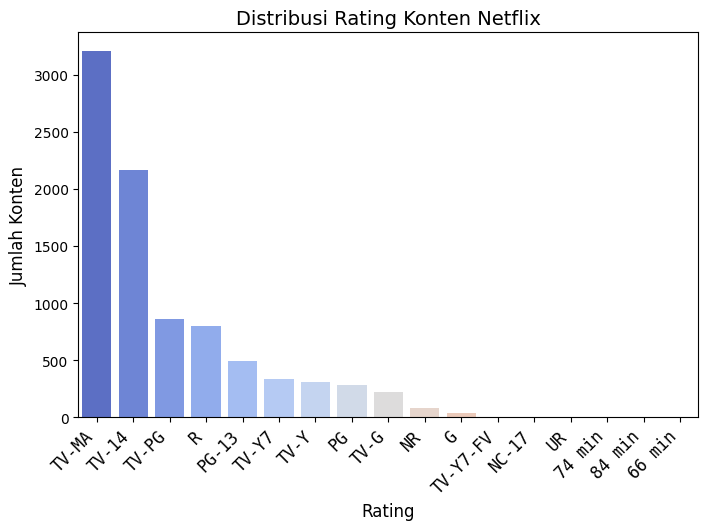 Distribusi Rating Konten Netflix
Jumlah Konten
3000
2500
2000
1500
1000
500
0
TV-MA
TV-14
TV-PG
R
PG-13
TV-Y7
TV-Y
PG
TV-G
NR
G
TV-Y7-FV
NC-17
UR
74 min
84 min
66 min
Rating